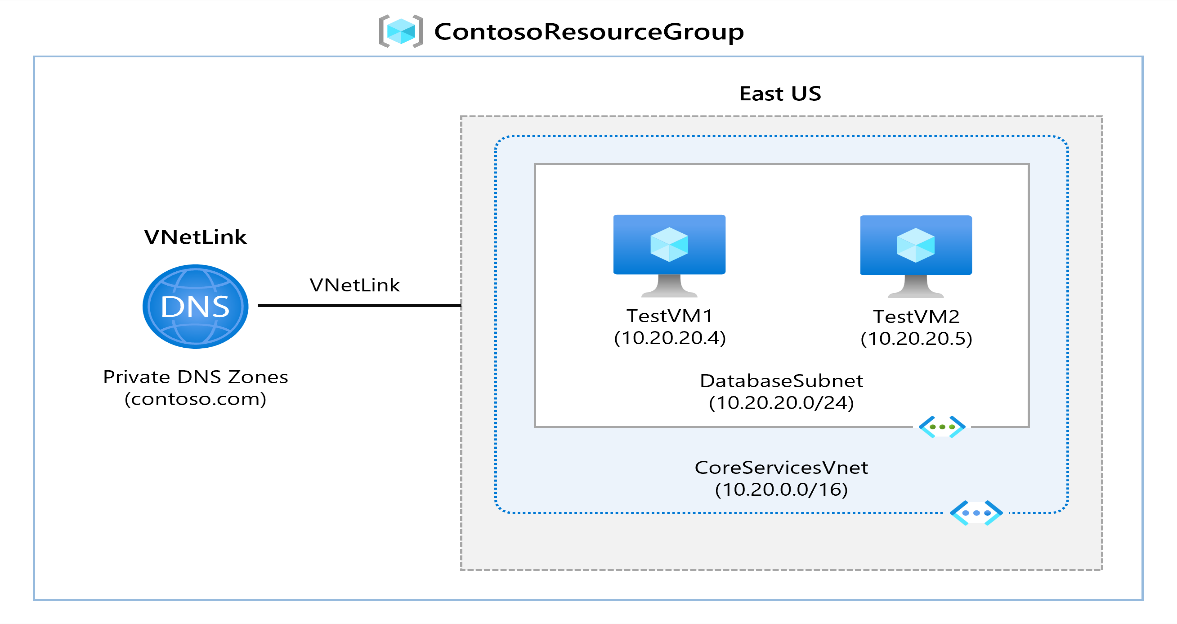 ContosoResourceGroup
East US
VNetLink
DNS
VNetLink
Private DNS Zones
(contoso.com)
TestVM1
(10.20.20.4)
TestVM2
(10.20.20.5)
DatabaseSubnet
(10.20.20.0/24)
CoreServicesVnet
(10.20.0.0/16)